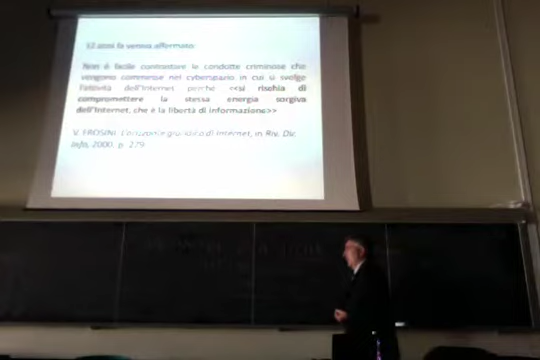 12 anni fa veniva affermato
Non è facile confrontare le condotte criminose che
vengono commesse nel cyberspazio in cui si svolge
l'attività dell'Internet perché <<si rischia di
compromettere la stessa energia sorgiva
dell'Internet, che è la libertà di informazione>>
V. FROSINI, L'orizzonte giuridico di Internet, in Riv. Dir.
Info, 2000, p. 279